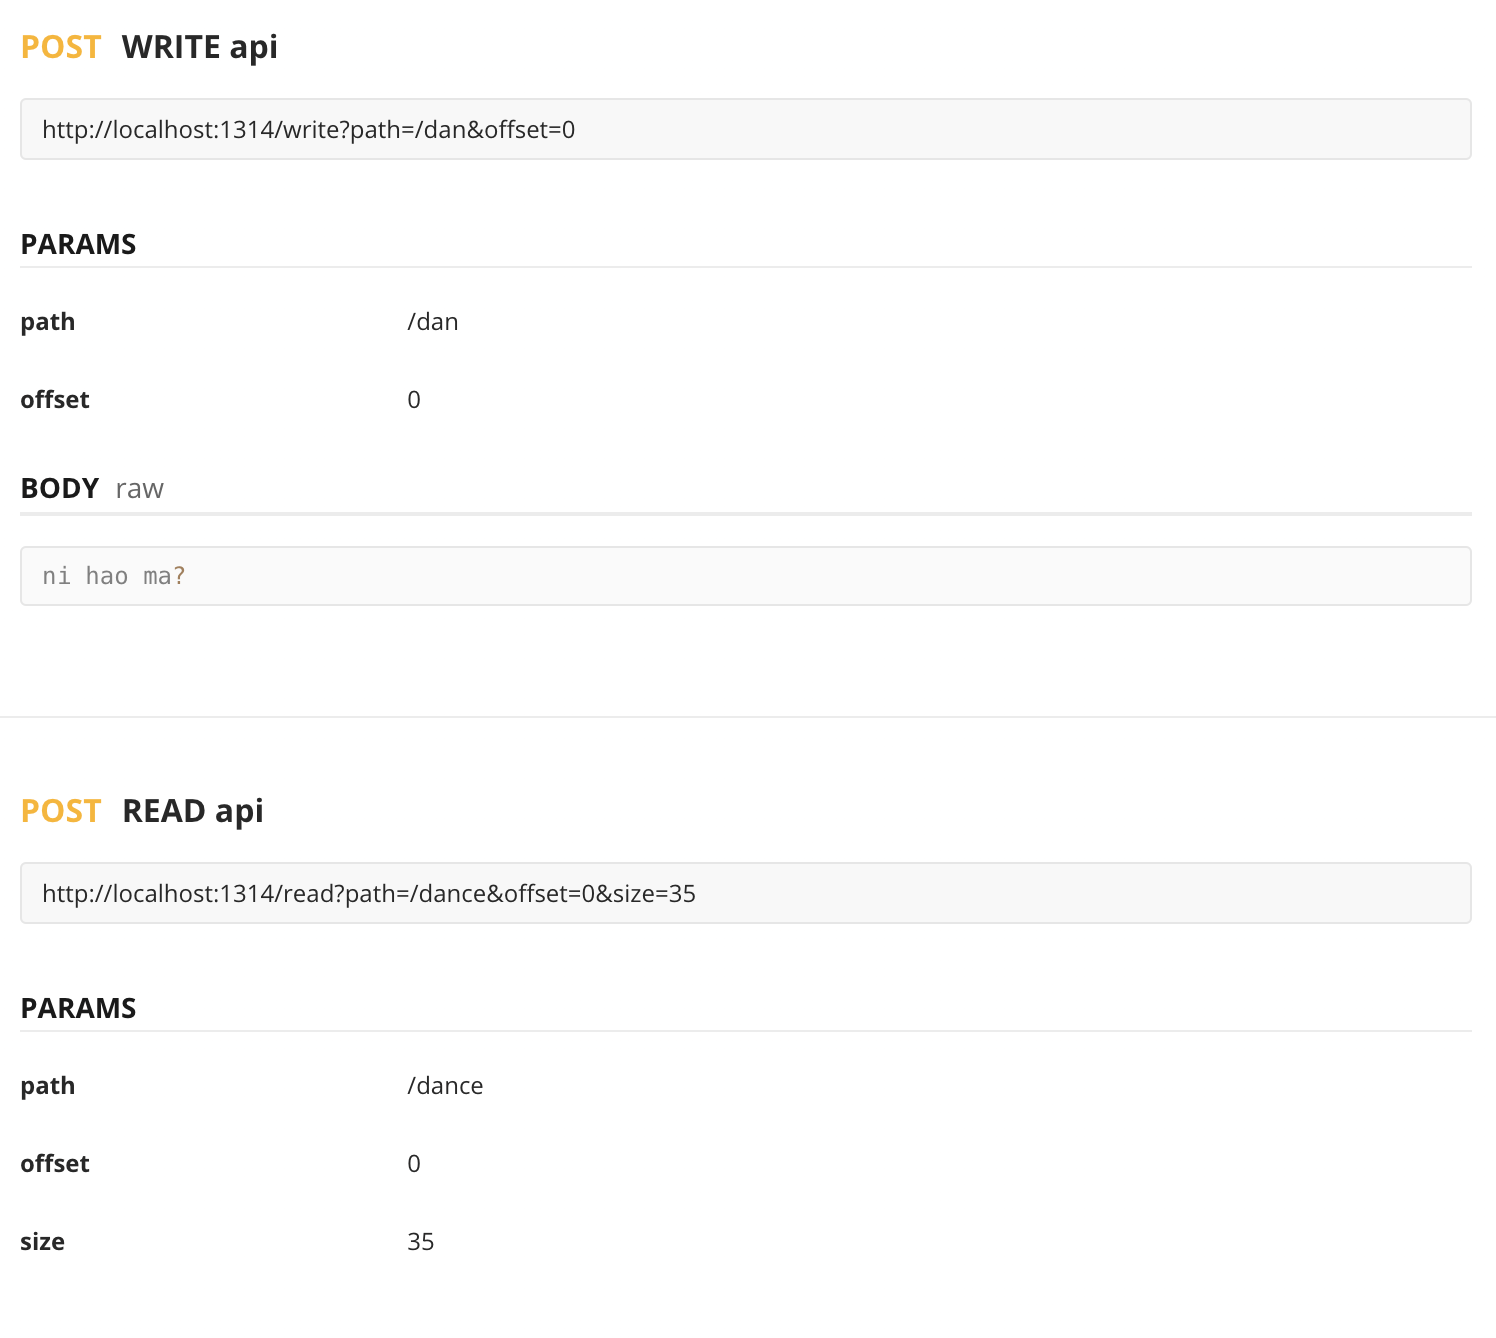 POST WRITE api
http://localhost:1314/write?path=/dan&offset=0
PARAMS
path /dan
offset 0
BODY raw
ni hao ma?
POST READ api
http://localhost:1314/read?path=/dance&offset=0&size=35
PARAMS
path /dance
offset 0
size 35